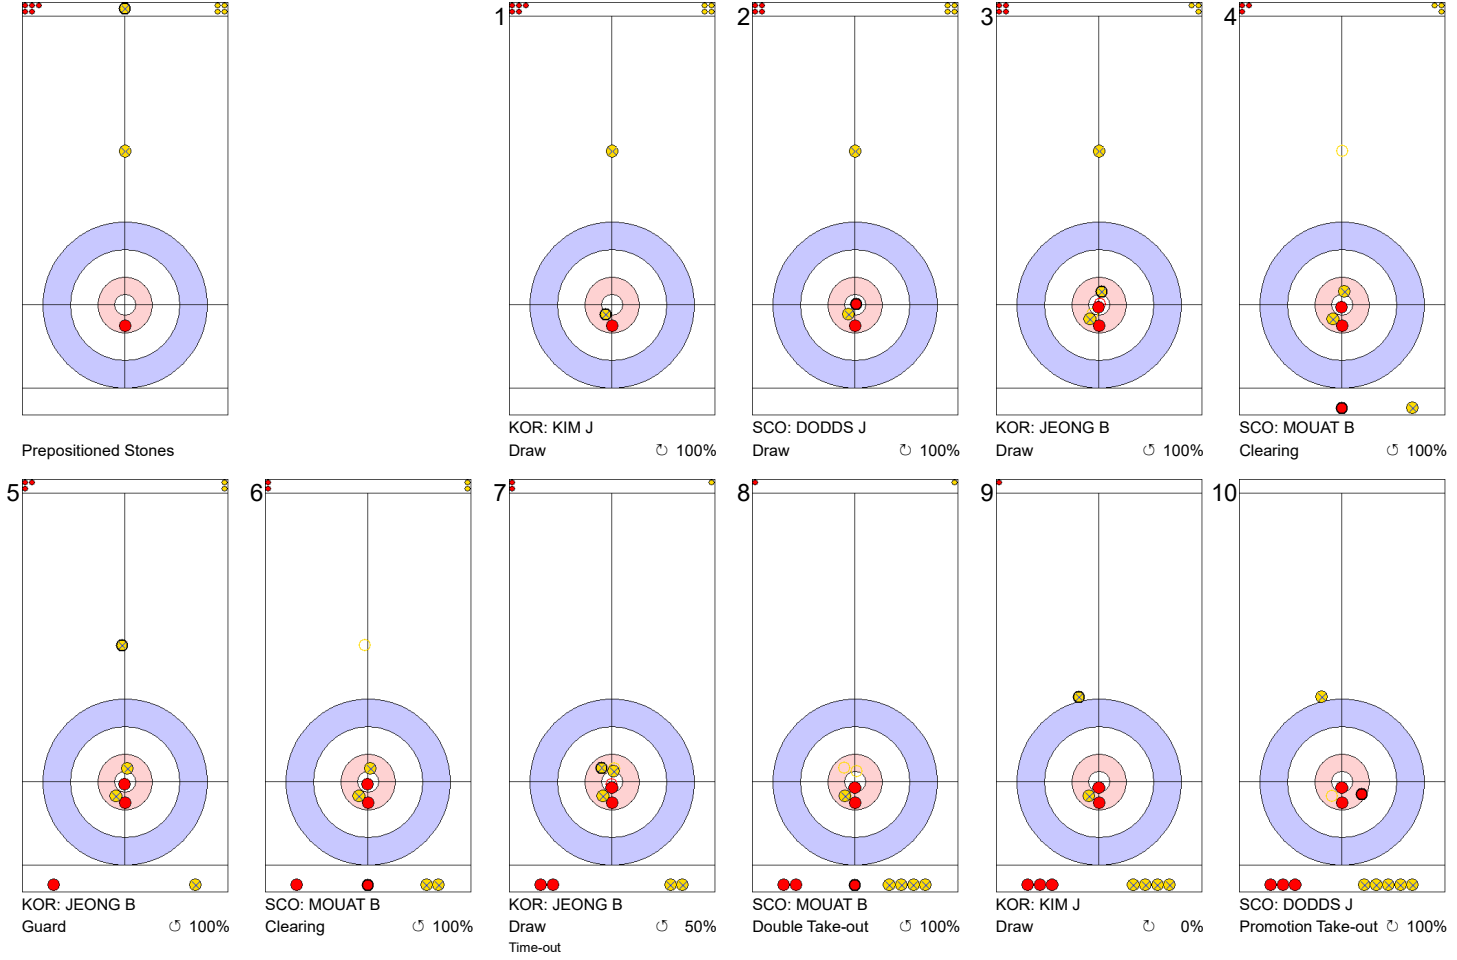 Prepositioned Stones
1
KOR: KIM J
Draw ↻ 100%
2
SCO: DODDS J
Draw ↻ 100%
3
KOR: JEONG B
Draw ↺ 100%
4
SCO: MOUAT B
Clearing ↺ 100%
5
KOR: JEONG B
Guard ↺ 100%
6
SCO: MOUAT B
Clearing ↺ 100%
7
KOR: JEONG B
Draw ↺ 50%
Time-out
8
SCO: MOUAT B
Double Take-out ↺ 100%
9
KOR: KIM J
Draw ↻ 0%
10
SCO: DODDS J
Promotion Take-out ↺ 100%